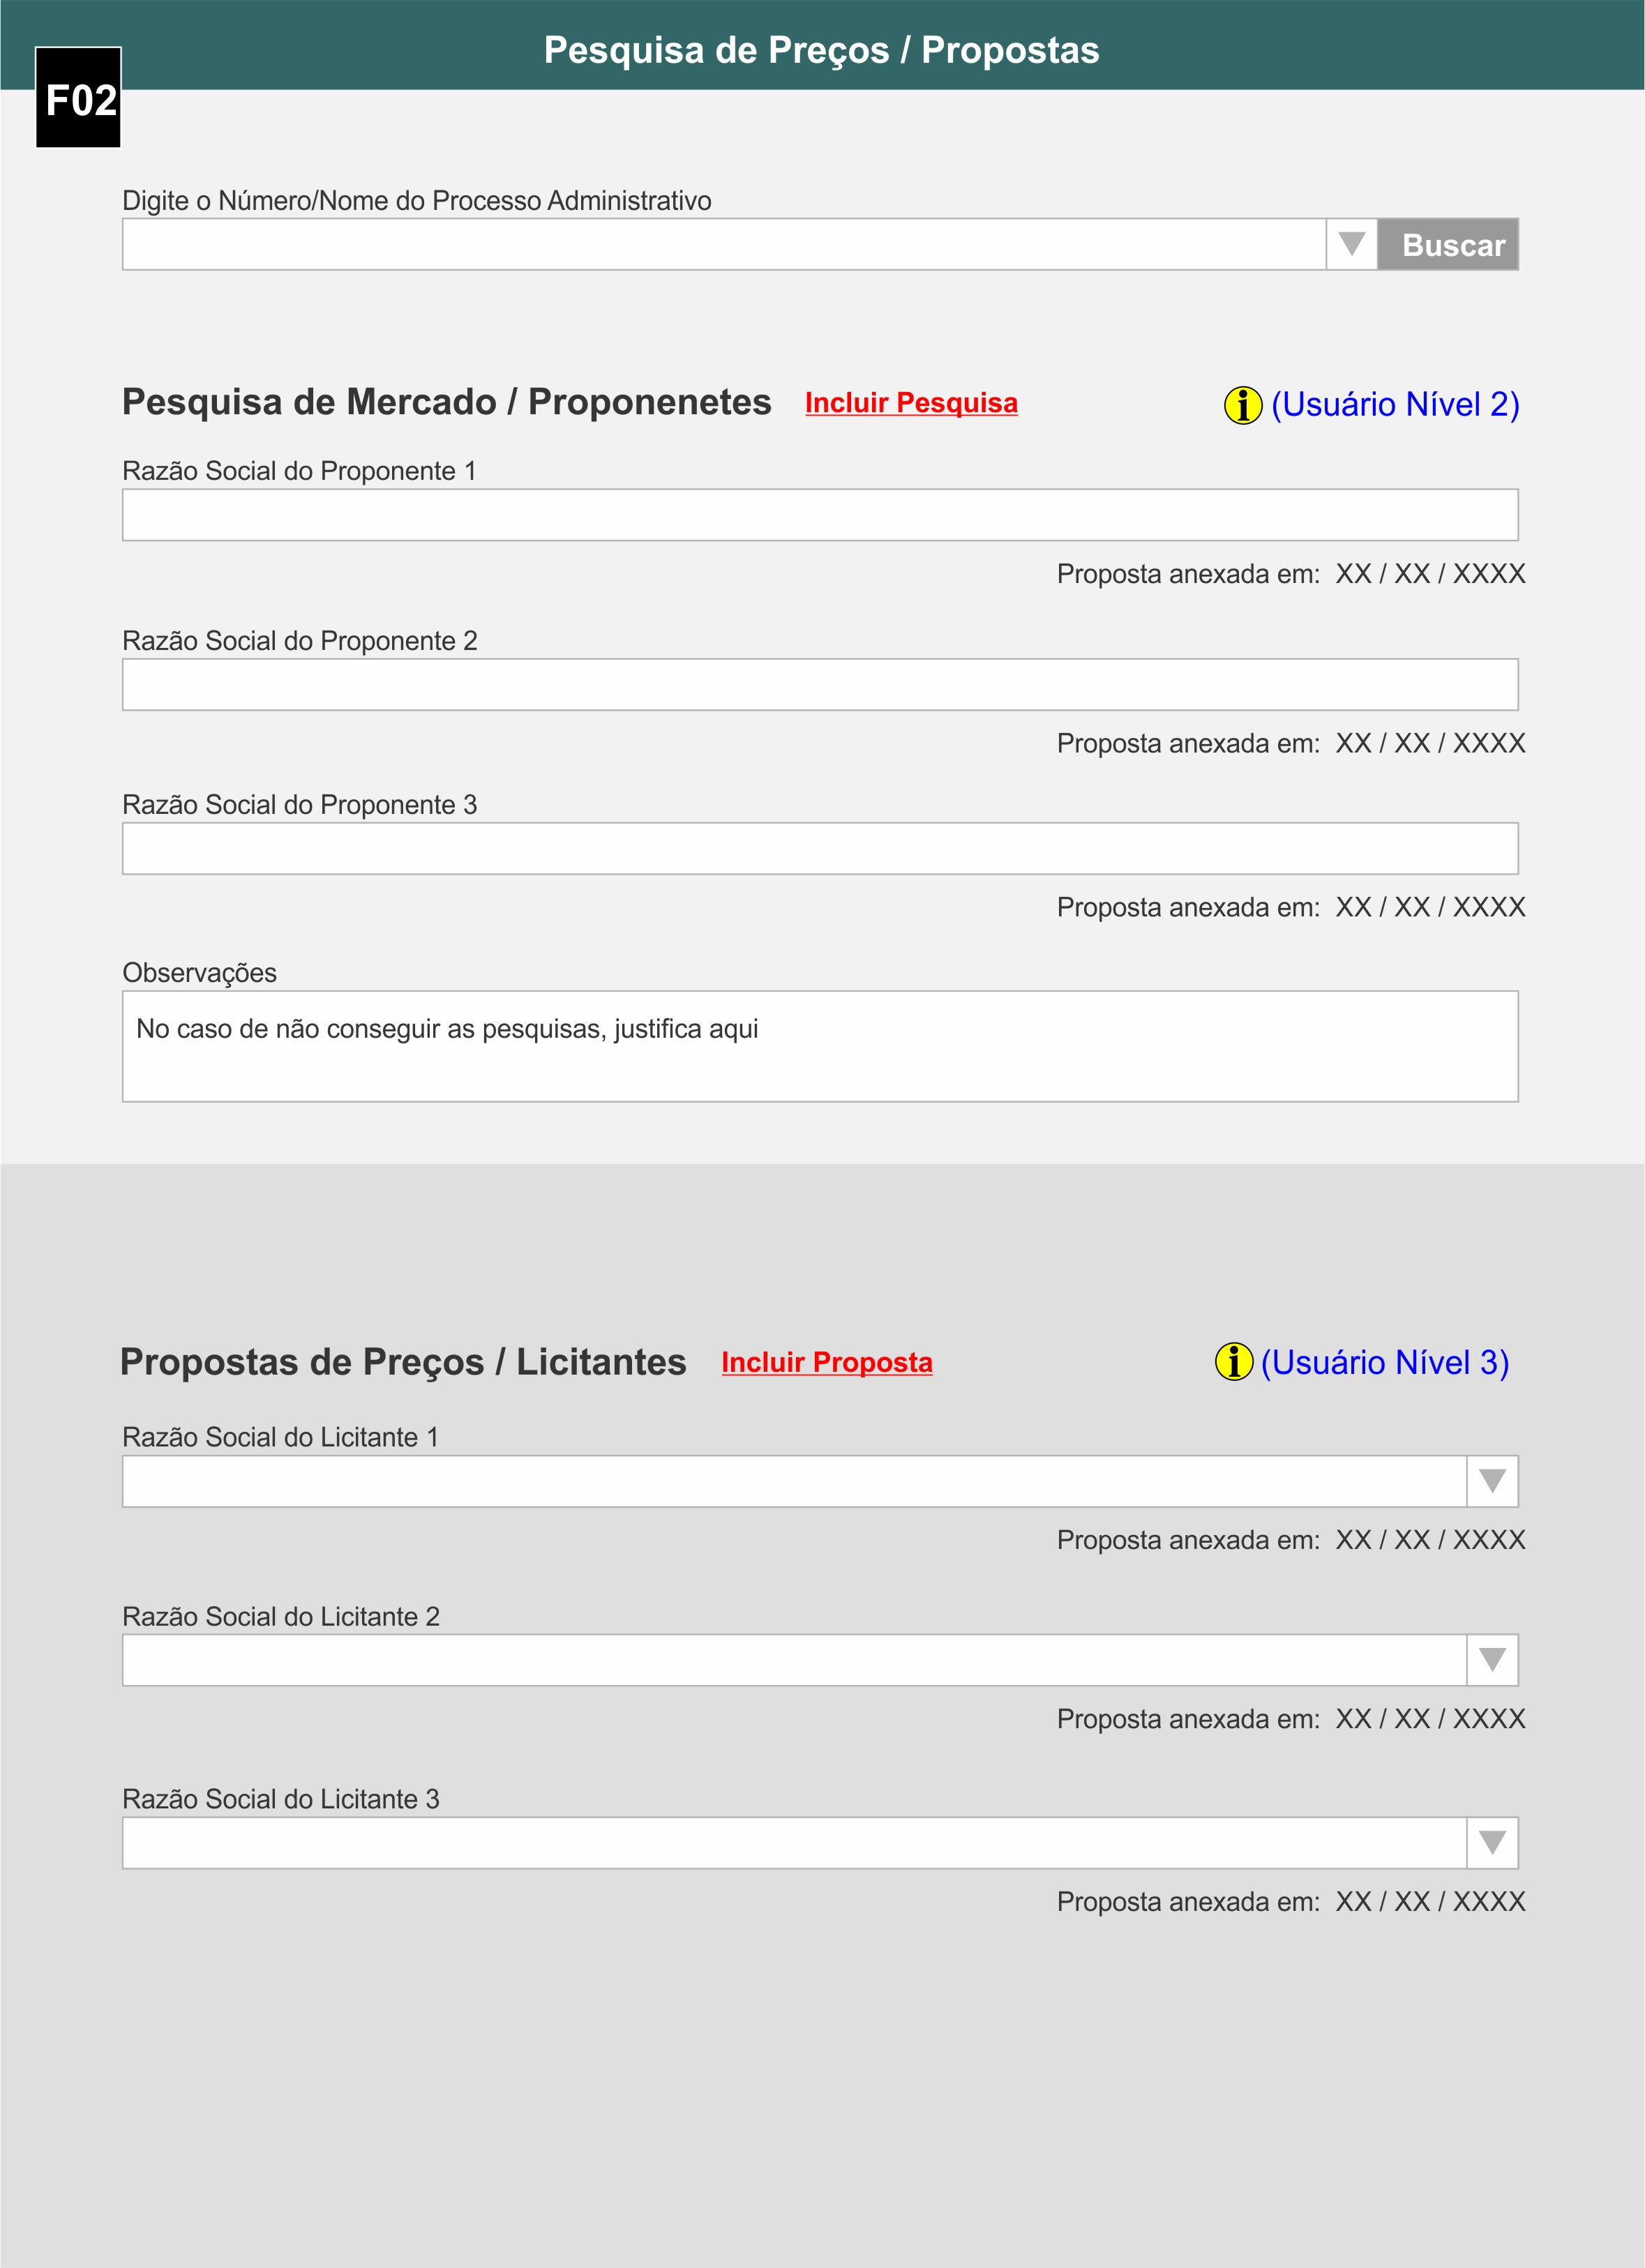 Pesquisa de Preços / Propostas
F02
Digite o Número/Nome do Processo Administrativo
Buscar
Pesquisa de Mercado / Proponenetes Incluir Pesquisa (Usuário Nível 2)
Razão Social do Proponente 1
Proposta anexada em: XX / XX / XXXX
Razão Social do Proponente 2
Proposta anexada em: XX / XX / XXXX
Razão Social do Proponente 3
Proposta anexada em: XX / XX / XXXX
Observações
No caso de não conseguir as pesquisas, justifica aqui
Propostas de Preços / Licitantes Incluir Proposta (Usuário Nível 3)
Razão Social do Licitante 1
Proposta anexada em: XX / XX / XXXX
Razão Social do Licitante 2
Proposta anexada em: XX / XX / XXXX
Razão Social do Licitante 3
Proposta anexada em: XX / XX / XXXX